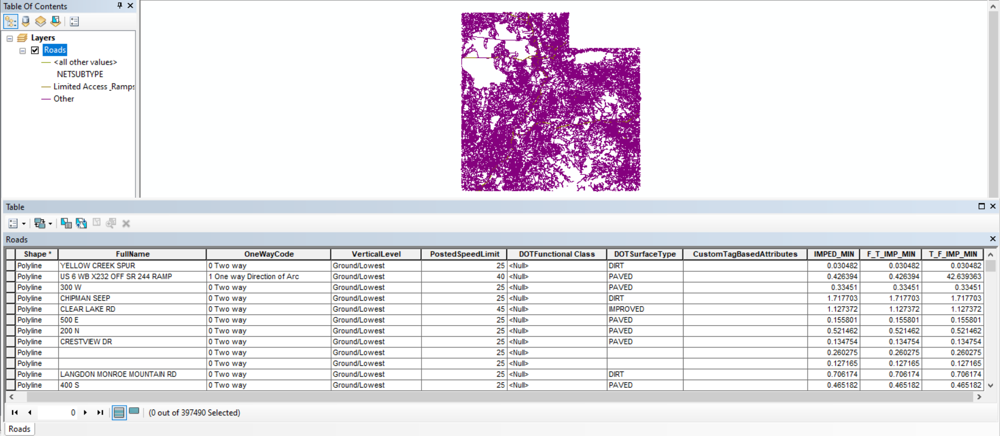 Table Of Contents
Layers
Roads
<all other values>
NETSUBTYPE
Limited Access_Ramps
Other
Table
Roads
Shape * FullName OneWayCode VerticalLevel PostedSpeedLimit DOTFunctional Class DOTSurfaceType CustomTagBasedAttributes IMPED_MIN F_T_IMP_MIN T_F_IMP_MIN
Polyline YELLOW CREEK SPUR 0 Two way Ground/Lowest 25 <Null> DIRT 0.030482 0.030482 0.030482
Polyline US 6 WB X232 OFF SR 244 RAMP 1 One way Direction of Arc Ground/Lowest 40 <Null> PAVED 0.426394 0.426394 42.639363
Polyline 300 W 0 Two way Ground/Lowest 25 <Null> PAVED 0.33451 0.33451 0.33451
Polyline CHIPMAN SEEP 0 Two way Ground/Lowest 25 <Null> DIRT 1.717703 1.717703 1.717703
Polyline CLEAR LAKE RD 0 Two way Ground/Lowest 45 <Null> IMPROVED 1.127372 1.127372 1.127372
Polyline 500 E 0 Two way Ground/Lowest 25 <Null> PAVED 0.155801 0.155801 0.155801
Polyline 200 N 0 Two way Ground/Lowest 25 <Null> PAVED 0.521462 0.521462 0.521462
Polyline CRESTVIEW DR 0 Two way Ground/Lowest 25 <Null> PAVED 0.134754 0.134754 0.134754
Polyline 0 Two way Ground/Lowest 25 <Null> 0.260275 0.260275 0.260275
Polyline 0 Two way Ground/Lowest 25 <Null> 0.127165 0.127165 0.127165
Polyline LANGDON MONROE MOUNTAIN RD 0 Two way Ground/Lowest 25 <Null> DIRT 0.706174 0.706174 0.706174
Polyline 400 S 0 Two way Ground/Lowest 25 <Null> PAVED 0.465182 0.465182 0.465182
0 (0 out of 397490 Selected)
Roads